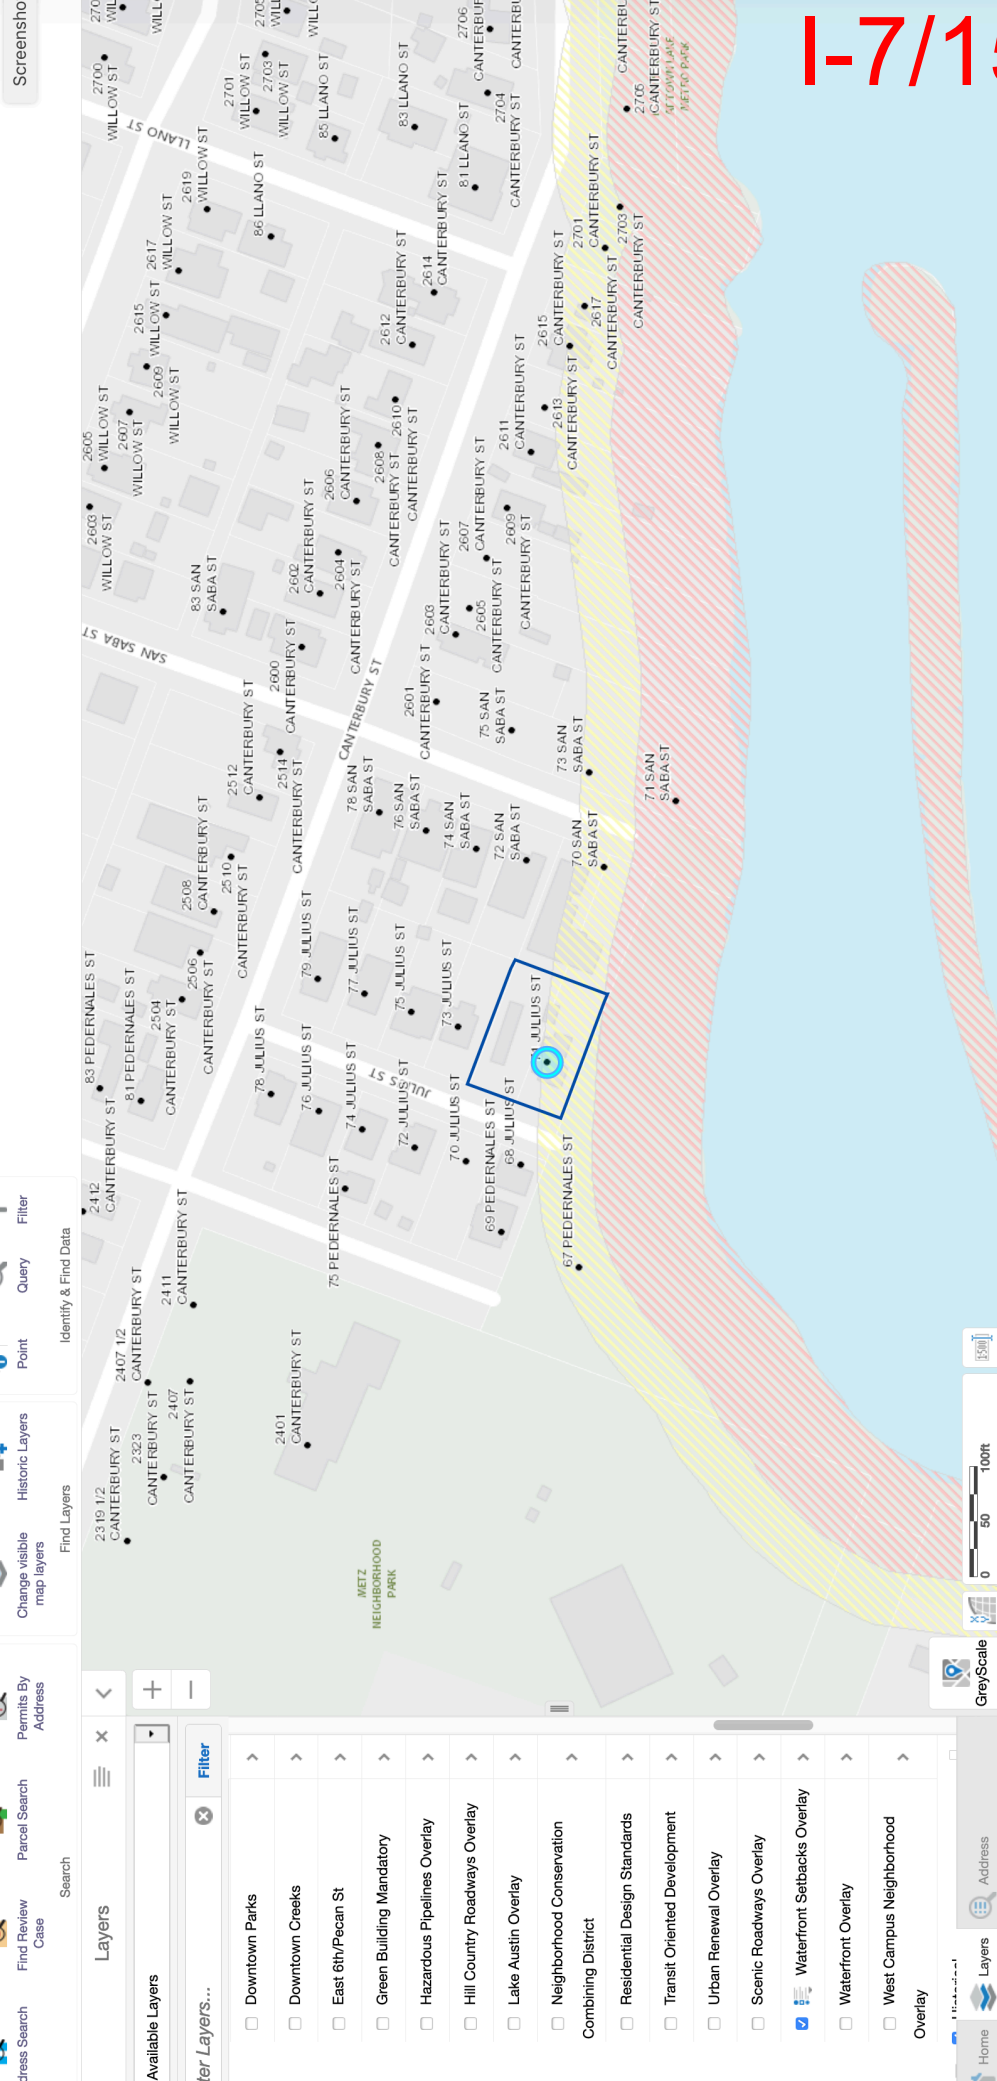 Screensho
I-7/15
Address Search
Find Review
Case
Parcel Search
Permits By
Address
Search
Change visible
map layers
Historic Layers
Find Layers
Point
Query
Filter
Identify & Find Data
Layers
Available Layers
Filter
Downtown Parks
Downtown Creeks
East 6th/Pecan St
Green Building Mandatory
Hazardous Pipelines Overlay
Hill Country Roadways Overlay
Lake Austin Overlay
Neighborhood Conservation
Combining District
Residential Design Standards
Transit Oriented Development
Urban Renewal Overlay
Scenic Roadways Overlay
Waterfront Setbacks Overlay
Waterfront Overlay
West Campus Neighborhood
Overlay
Home
Layers
Address
GreyScale
0 50 100ft
METZ
NEIGHBORHOOD
PARK
2319 1/2
CANTERBURY ST
2323
CANTERBURY ST
2407 1/2
CANTERBURY ST
2407
CANTERBURY ST
2411
CANTERBURY ST
2401
CANTERBURY ST
2412
CANTERBURY ST
83 PEDERNALES ST
81 PEDERNALES ST
2504
CANTERBURY ST
2506
CANTERBURY ST
2508
CANTERBURY ST
2510
CANTERBURY ST
2512
CANTERBURY ST
2514
CANTERBURY ST
75 PEDERNALES ST
69 PEDERNALES ST
67 PEDERNALES ST
78 JULIUS ST
76 JULIUS ST
74 JULIUS ST
72 JULIUS ST
70 JULIUS ST
68 JULIUS ST
JULIUS ST
79 JULIUS ST
77 JULIUS ST
75 JULIUS ST
73 JULIUS ST
71 JULIUS ST
78 SAN
SABA ST
76 SAN
SABA ST
74 SAN
SABA ST
72 SAN
SABA ST
70 SAN
SABA ST
71 SAN
SABA ST
73 SAN
SABA ST
75 SAN
SABA ST
83 SAN
SABA ST
SAN SABA ST
CANTERBURY ST
2600
CANTERBURY ST
2602
CANTERBURY ST
2604
CANTERBURY ST
2606
CANTERBURY ST
2608
CANTERBURY ST
2610
CANTERBURY ST
2612
CANTERBURY ST
2614
CANTERBURY ST
2601
CANTERBURY ST
2603
CANTERBURY ST
2605
CANTERBURY ST
2607
CANTERBURY ST
2609
CANTERBURY ST
2611
CANTERBURY ST
2613
CANTERBURY ST
2615
CANTERBURY ST
2617
CANTERBURY ST
2701
CANTERBURY ST
2703
CANTERBURY ST
2705
CANTERBURY ST
2704
CANTERBURY ST
2706
2603
WILLOW ST
2605
WILLOW ST
2607
WILLOW ST
2609
WILLOW ST
2615
WILLOW ST
2617
WILLOW ST
2619
WILLOW ST
2700
WILLOW ST
2701
WILLOW ST
2703
WILLOW ST
LLANO ST
86 LLANO ST
85 LLANO ST
83 LLANO ST
81 LLANO ST